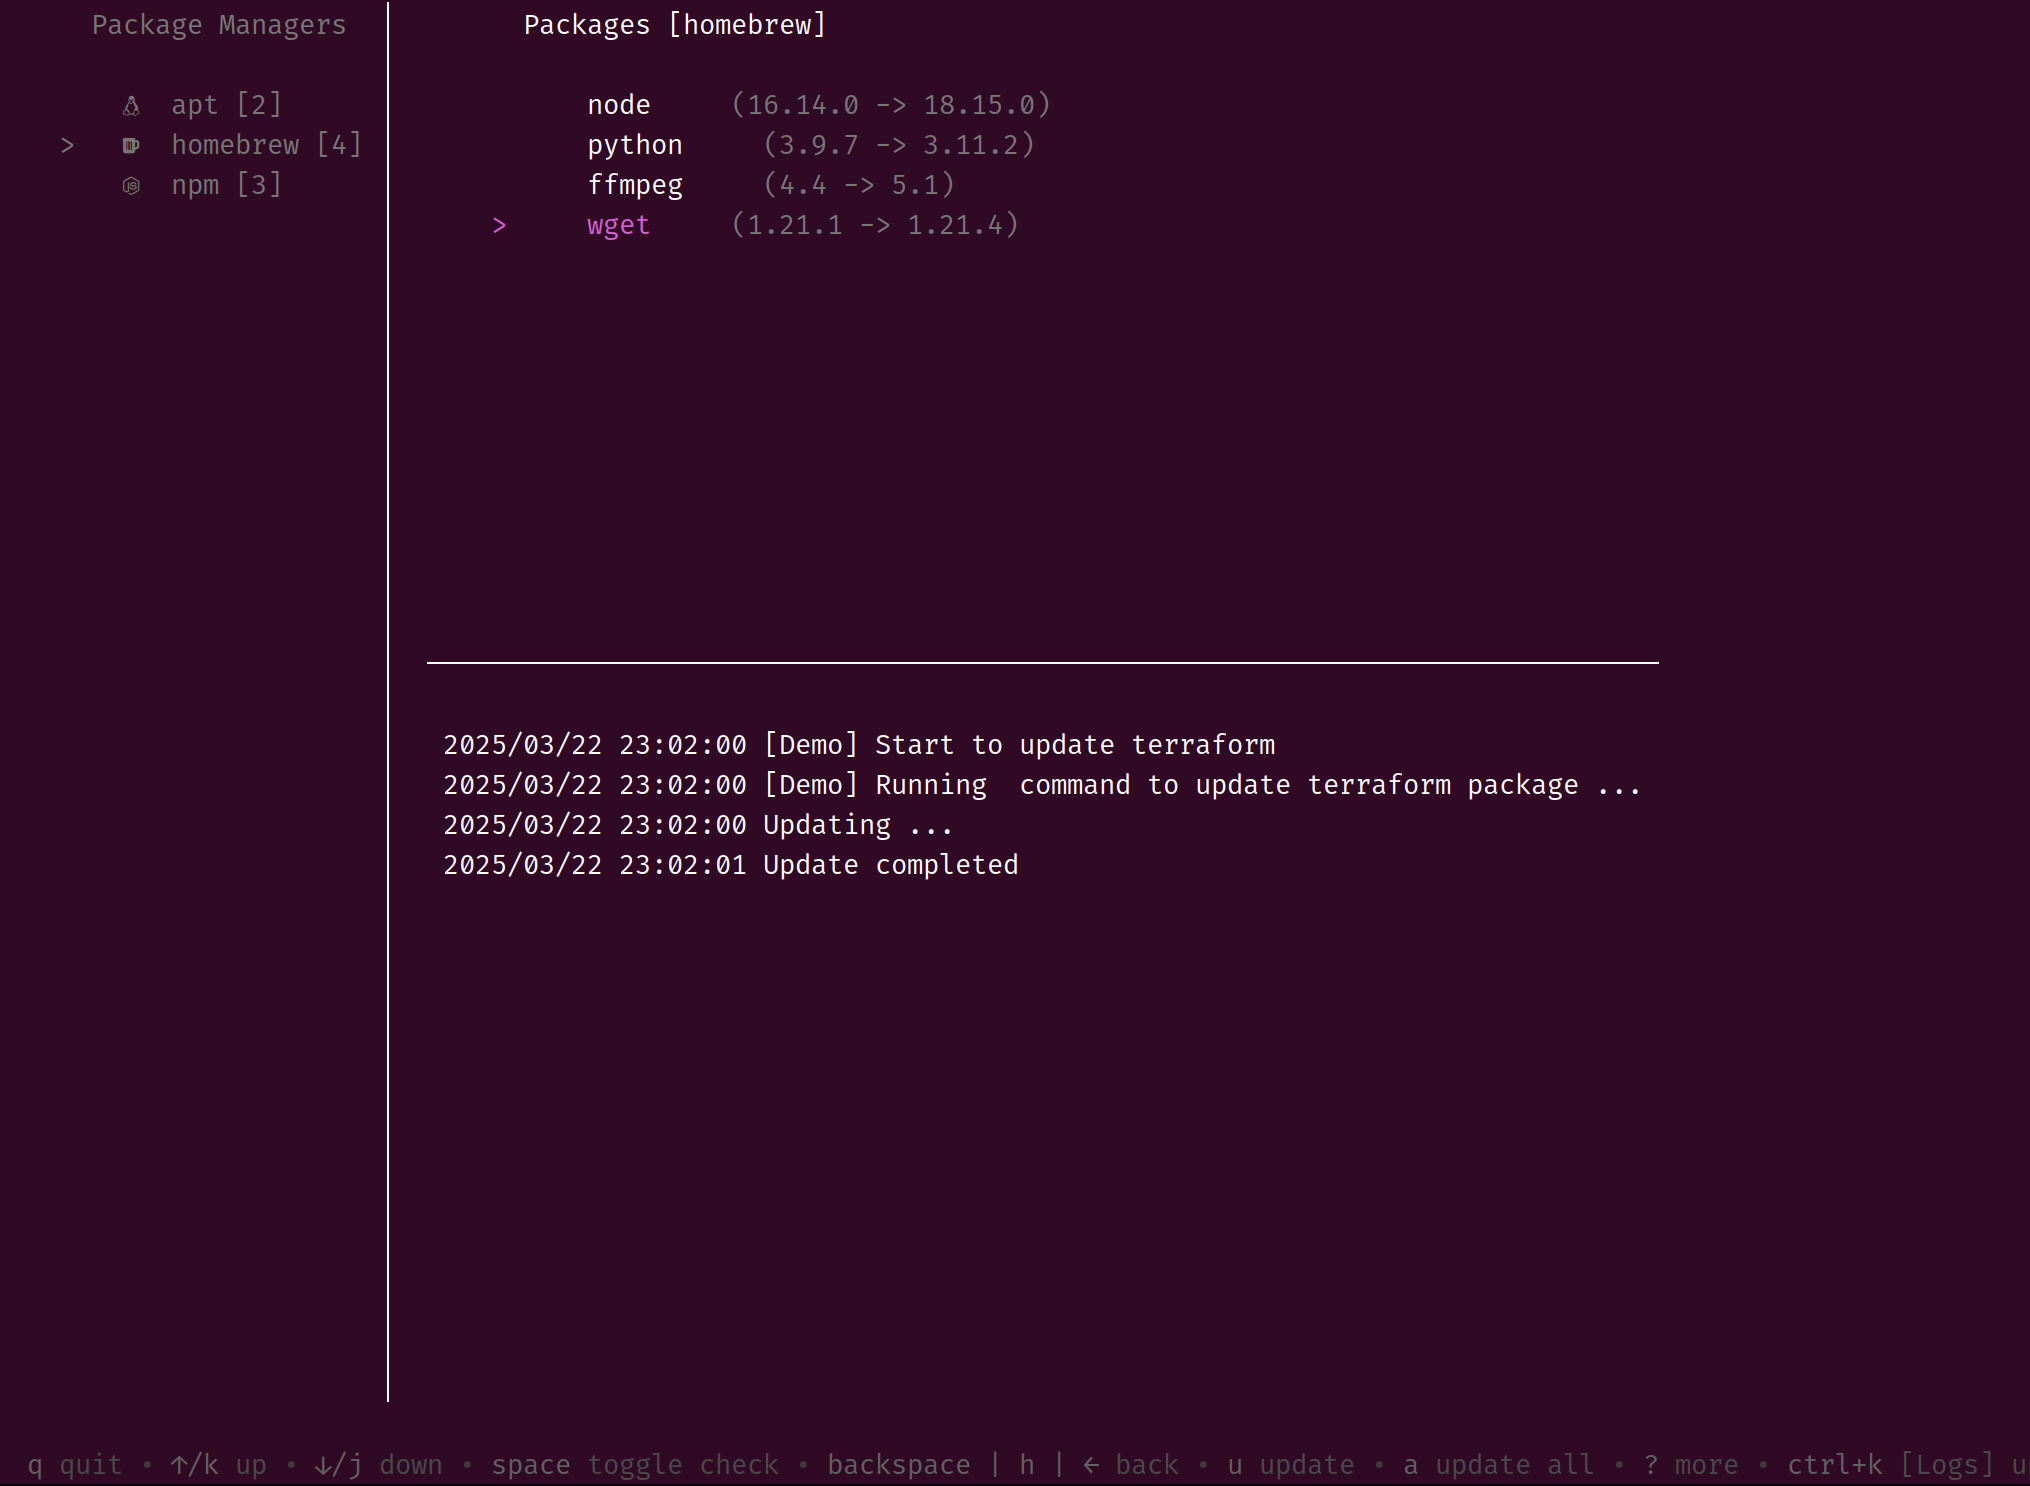 Package Managers
apt [2]
> homebrew [4]
npm [3]
Packages [homebrew]
node (16.14.0 -> 18.15.0)
python (3.9.7 -> 3.11.2)
ffmpeg (4.4 -> 5.1)
> wget (1.21.1 -> 1.21.4)
2025/03/22 23:02:00 [Demo] Start to update terraform
2025/03/22 23:02:00 [Demo] Running  command to update terraform package ...
2025/03/22 23:02:00 Updating ...
2025/03/22 23:02:01 Update completed
q quit • ↑/k up • ↓/j down • space toggle check • backspace | h | ← back • u update • a update all • ? more • ctrl+k [Logs] u